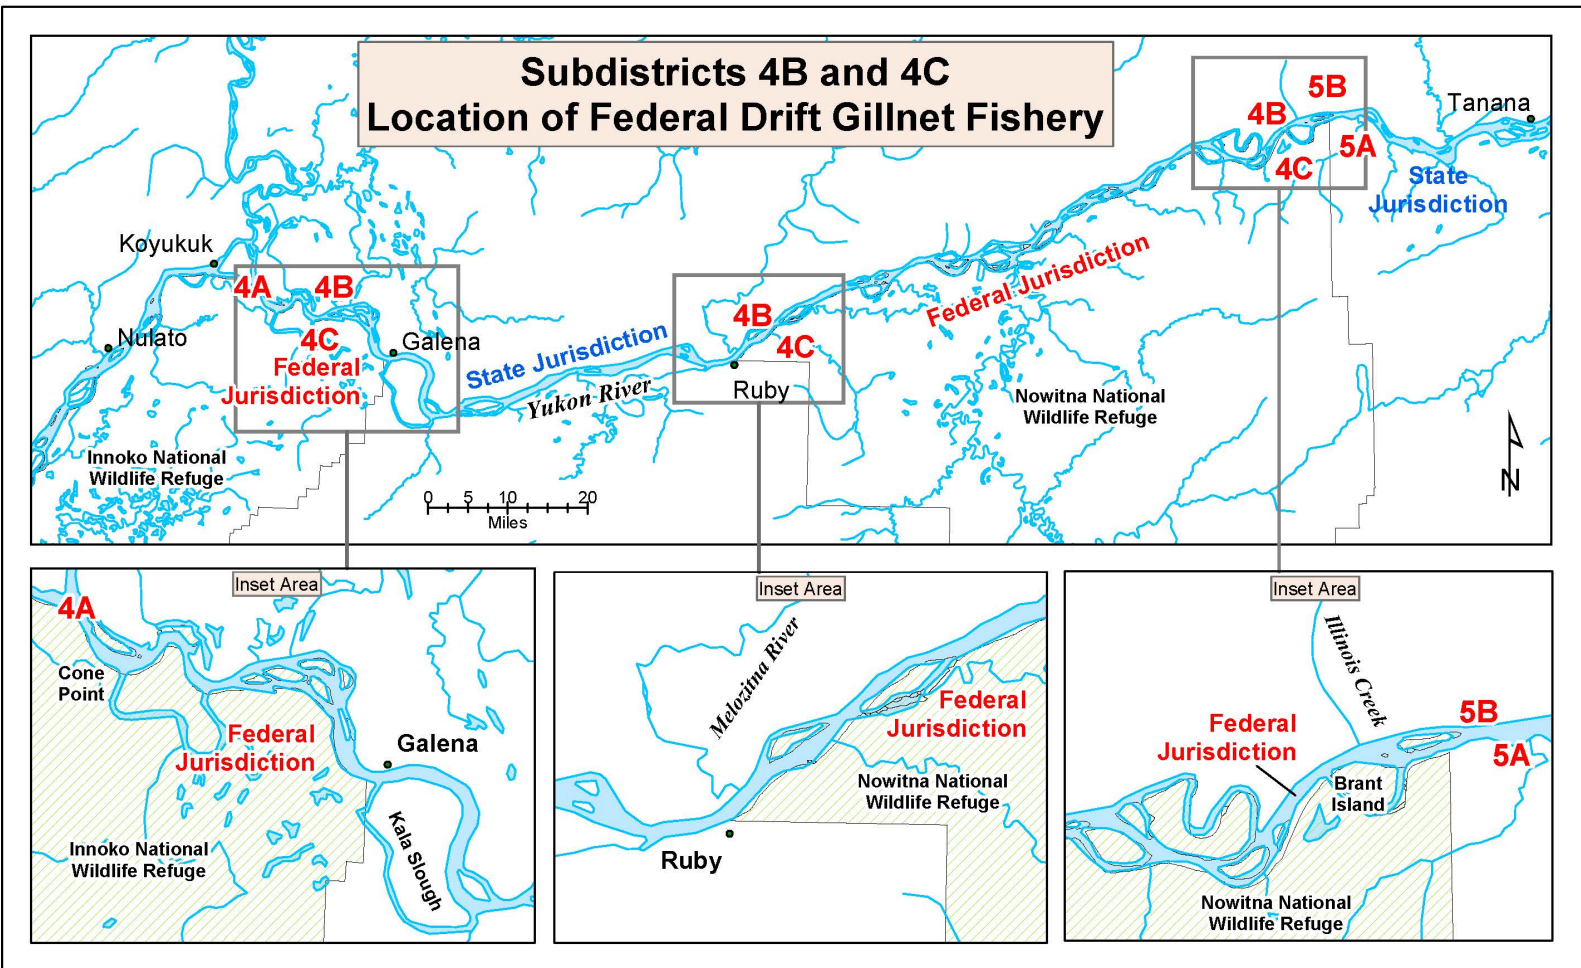 Subdistricts 4B and 4C
Location of Federal Drift Gillnet Fishery
5B
4B
Tanana
5A
4C
State
Jurisdiction
Koyukuk
4A
4B
Nulato
4C
Galena
Federal
Jurisdiction
State Jurisdiction
Yukon River
4B
4C
Ruby
Federal Jurisdiction
Nowitna National
Wildlife Refuge
Innoko National
Wildlife Refuge
0 5 10 20
Miles
N
Inset Area
4A
Cone
Point
Federal
Jurisdiction
Galena
Kala Slough
Innoko National
Wildlife Refuge
Inset Area
Melozitna River
Federal
Jurisdiction
Nowitna National
Wildlife Refuge
Ruby
Inset Area
Illinois Creek
5B
Federal
Jurisdiction
5A
Brant
Island
Nowitna National
Wildlife Refuge